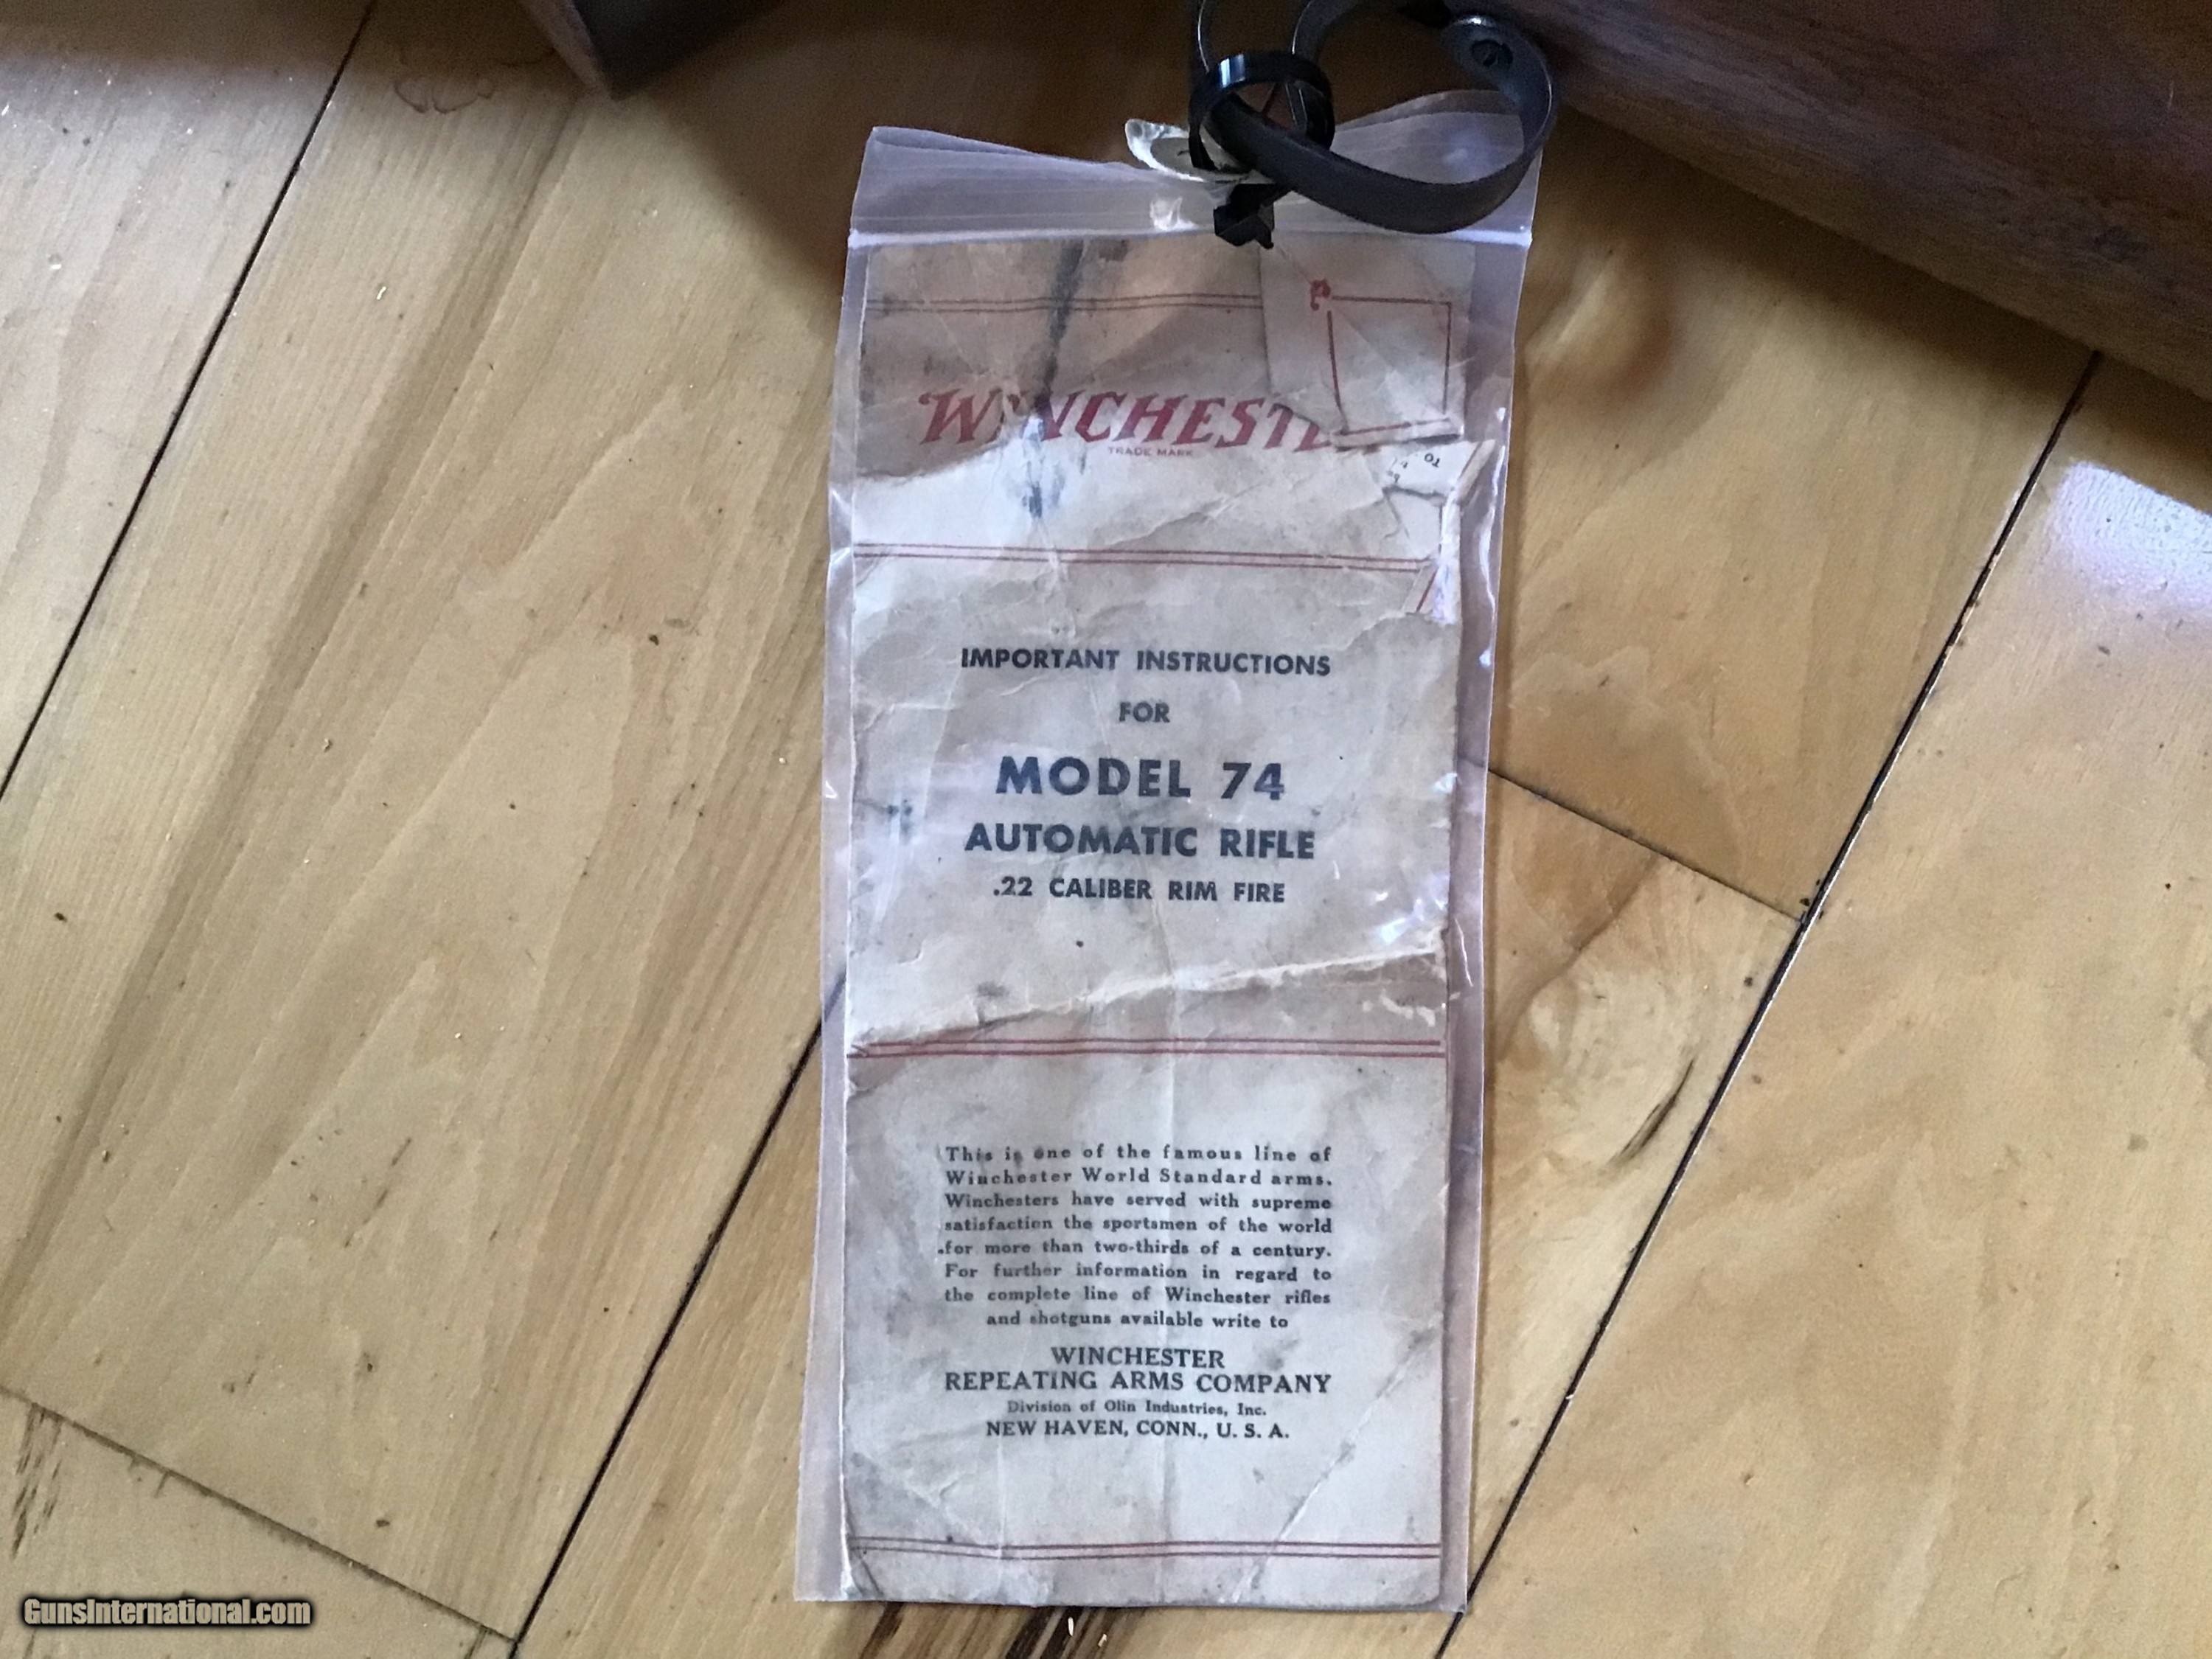 WINCHESTE
TRADE MARK
TO
IMPORTANT INSTRUCTIONS
FOR
MODEL 74
AUTOMATIC RIFLE
.22 CALIBER RIM FIRE
This is one of the famous line of
Winchester World Standard arms.
Winchesters have served with supreme
satisfaction the sportsmen of the world
for more than two-thirds of a century.
For further information in regard to
the complete line of Winchester rifles
and shotguns available write to
WINCHESTER
REPEATING ARMS COMPANY
Division of Olin Industries, Inc.
NEW HAVEN, CONN., U. S. A.
GunsInternational.com